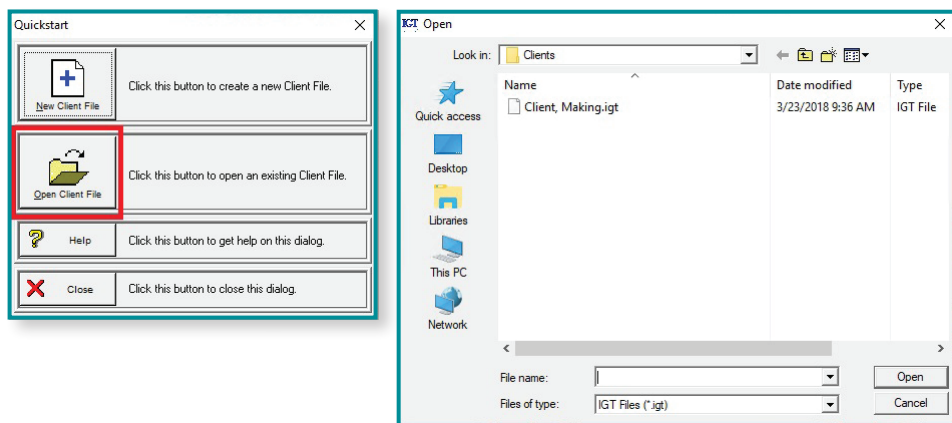 Quickstart
New Client File
Click this button to create a new Client File.
Open Client File
Click this button to open an existing Client File.
Help
Click this button to get help on this dialog.
Close
Click this button to close this dialog.
IGT Open
Look in:
Clients
Name
Date modified
Type
Client, Making.igt
3/23/2018 9:36 AM
IGT File
Quick access
Desktop
Libraries
This PC
Network
File name:
Open
Files of type:
IGT Files (*.igt)
Cancel